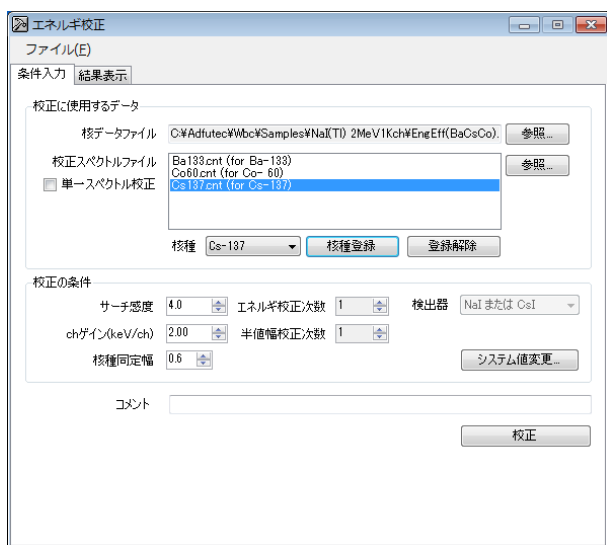 エネルギ校正
ファイル(F)
条件入力 結果表示
校正に使用するデータ
核データファイル C:¥Adfutec¥Wbc¥Samples¥NaI(Tl) 2MeV1Kch¥EngEff(BaCsCo). 参照...
校正スペクトルファイル Ba133.cnt (for Ba-133) 参照...
Co60.cnt (for Co- 60)
単一スペクトル校正 Cs137.cnt (for Cs-137)
核種 Cs-137 核種登録 登録解除
校正の条件
サーチ感度 4.0 エネルギ校正次数 1 検出器 NaI または CsI
chゲイン(keV/ch) 2.00 半値幅校正次数 1
核種同定幅 0.6 システム値変更...
コメント
校正